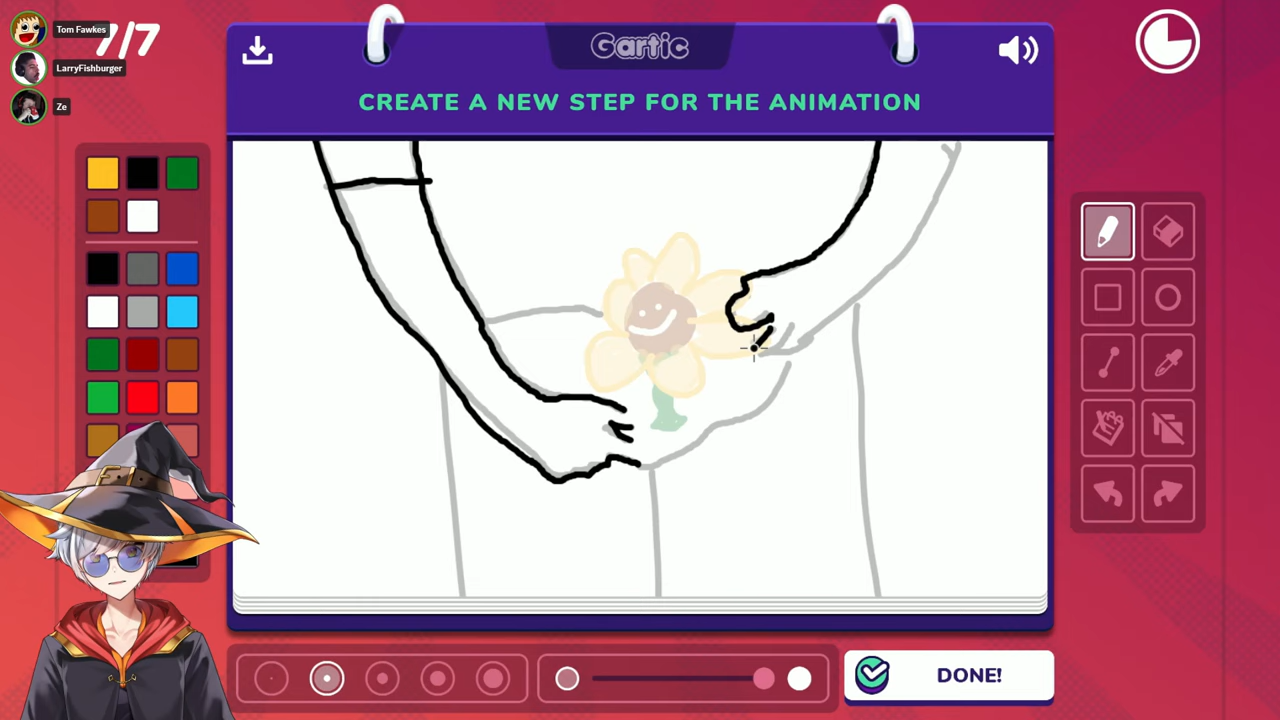 Tom Fawkes
7/7
LarryFishburger
Ze
Gartic
CREATE A NEW STEP FOR THE ANIMATION
DONE!